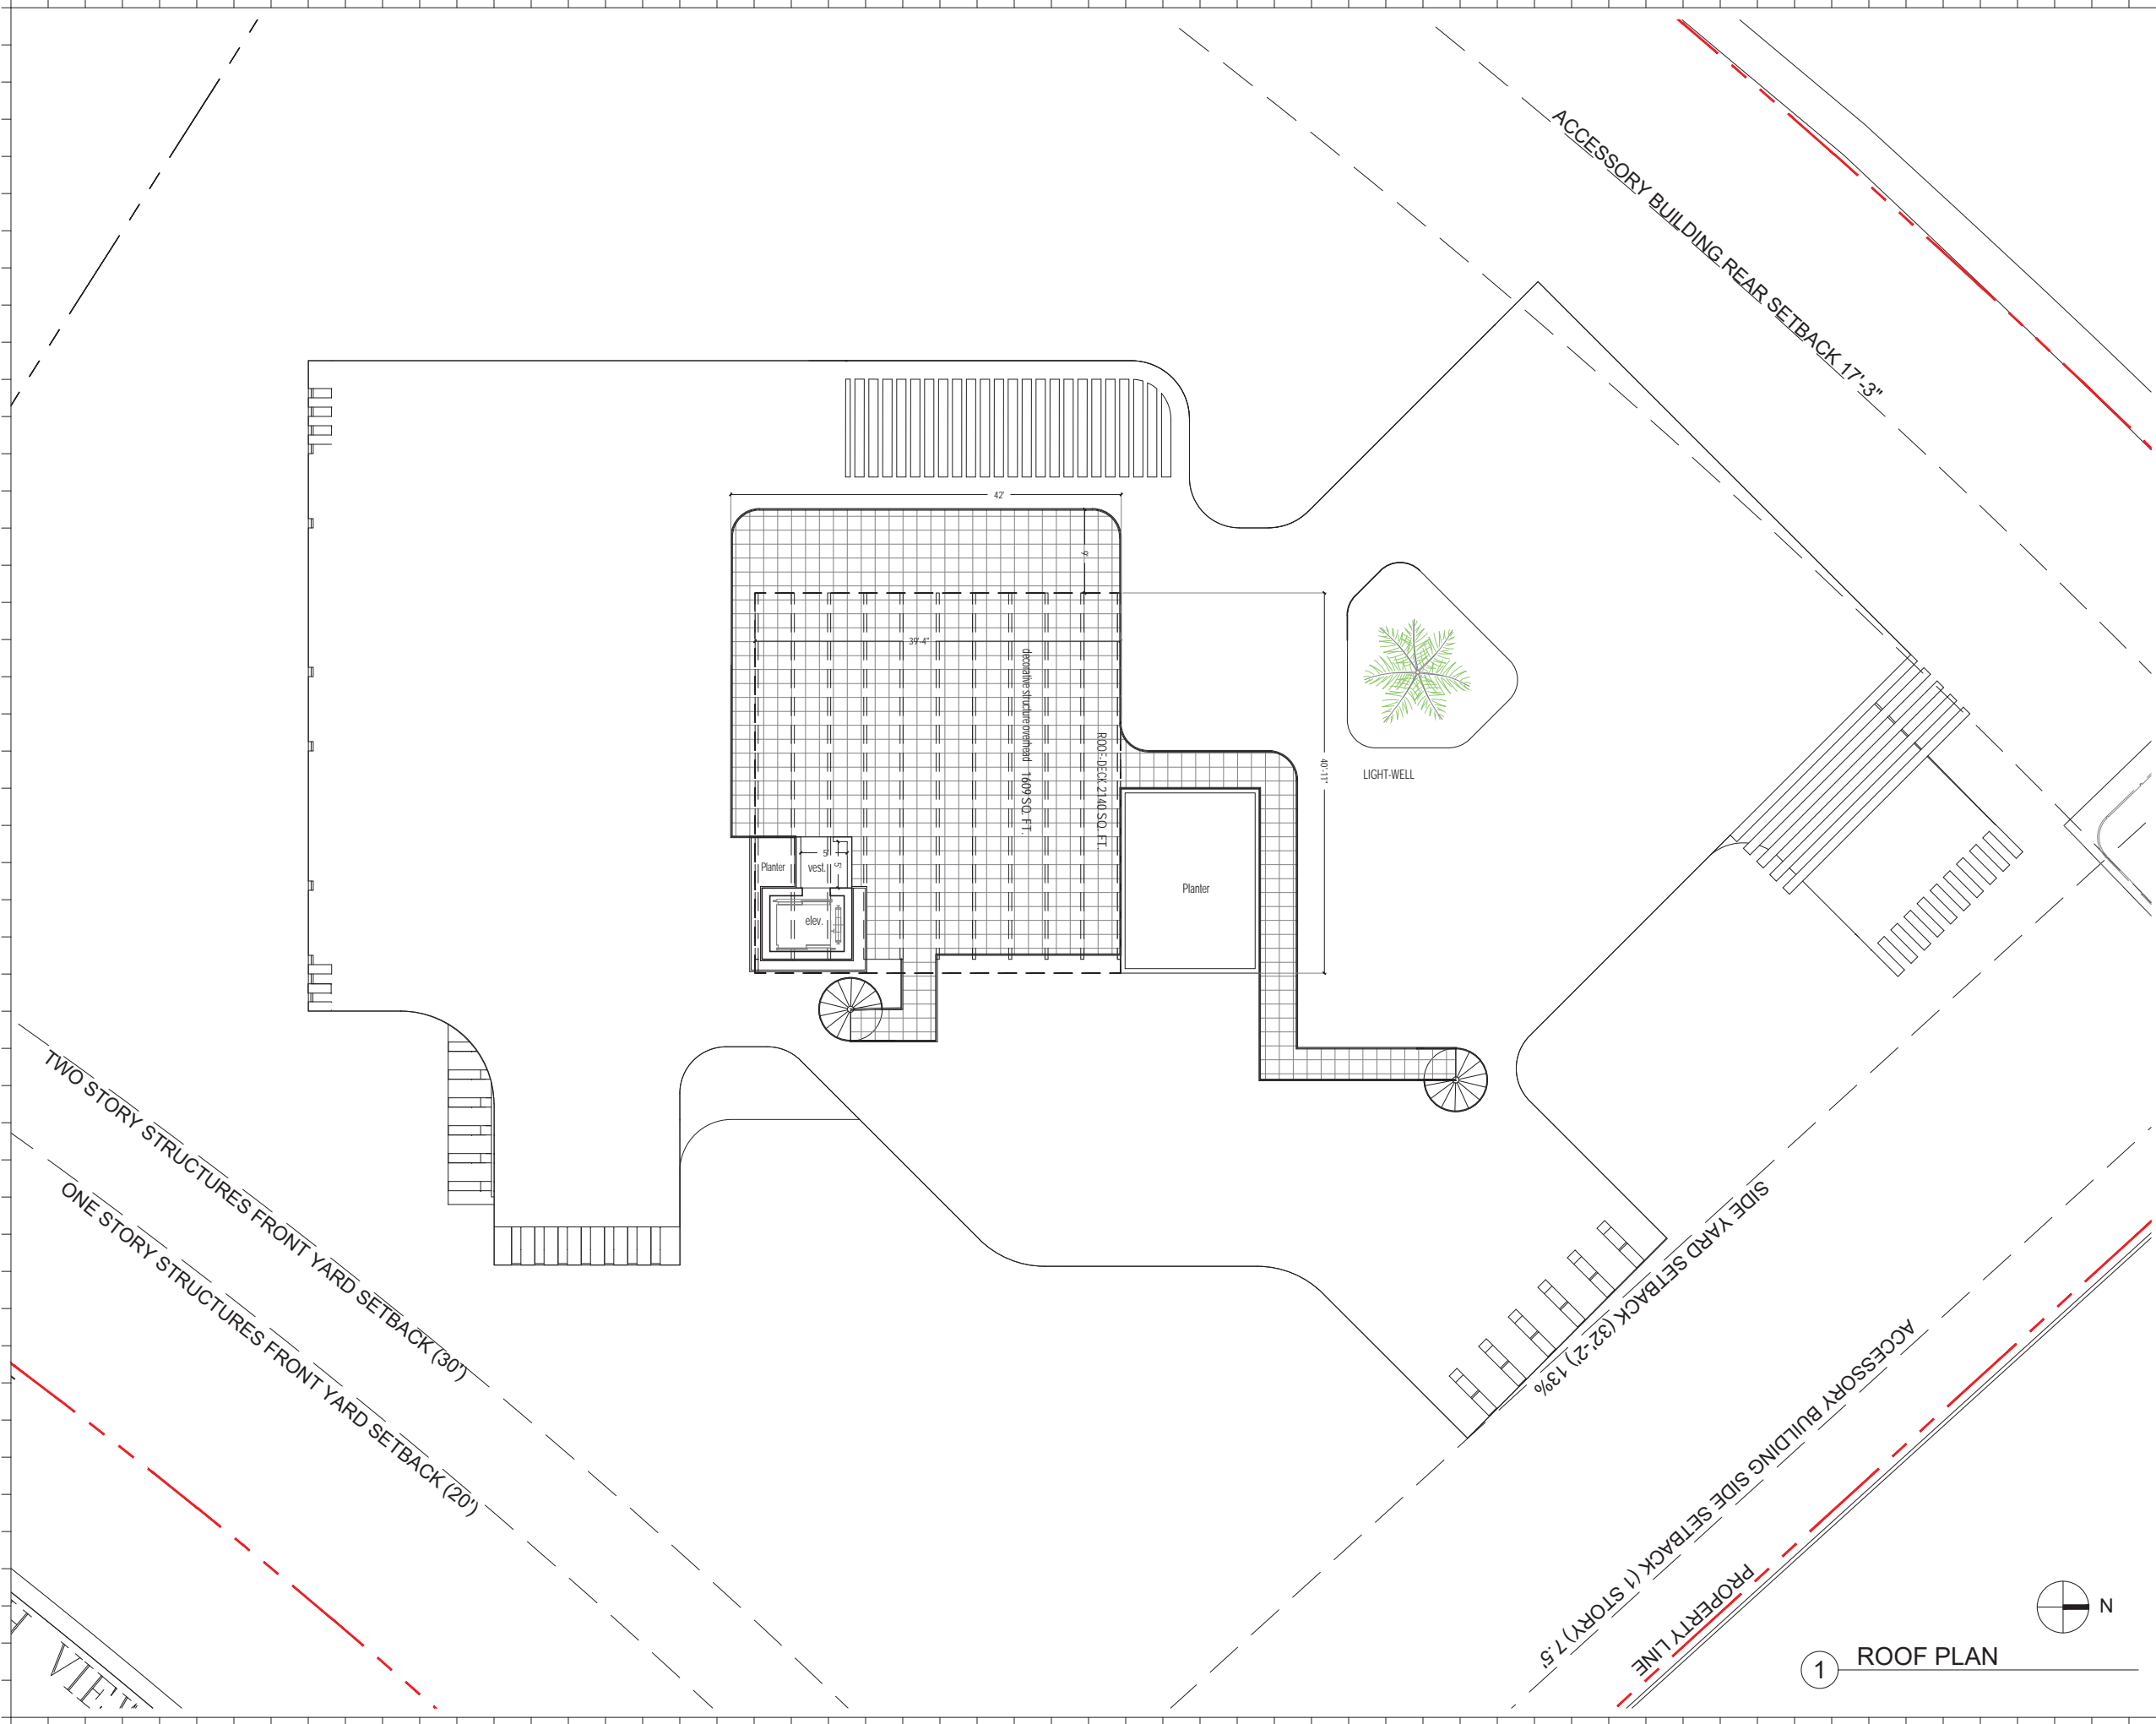 ACCESSORY BUILDING REAR SETBACK 17'-3"
42'
9'
39'-4"
decorative structure overhead 1609 SQ. FT.
ROOF-DECK 2140 SQ. FT.
40'-11"
LIGHT-WELL
5'
5'
Planter
vest.
elev.
Planter
TWO STORY STRUCTURES FRONT YARD SETBACK (30')
ONE STORY STRUCTURES FRONT YARD SETBACK (20')
SIDE YARD SETBACK (32'-2') 13%
ACCESSORY BUILDING SIDE SETBACK (1 STORY) 7.5'
PROPERTY LINE
VIEW
N
1 ROOF PLAN